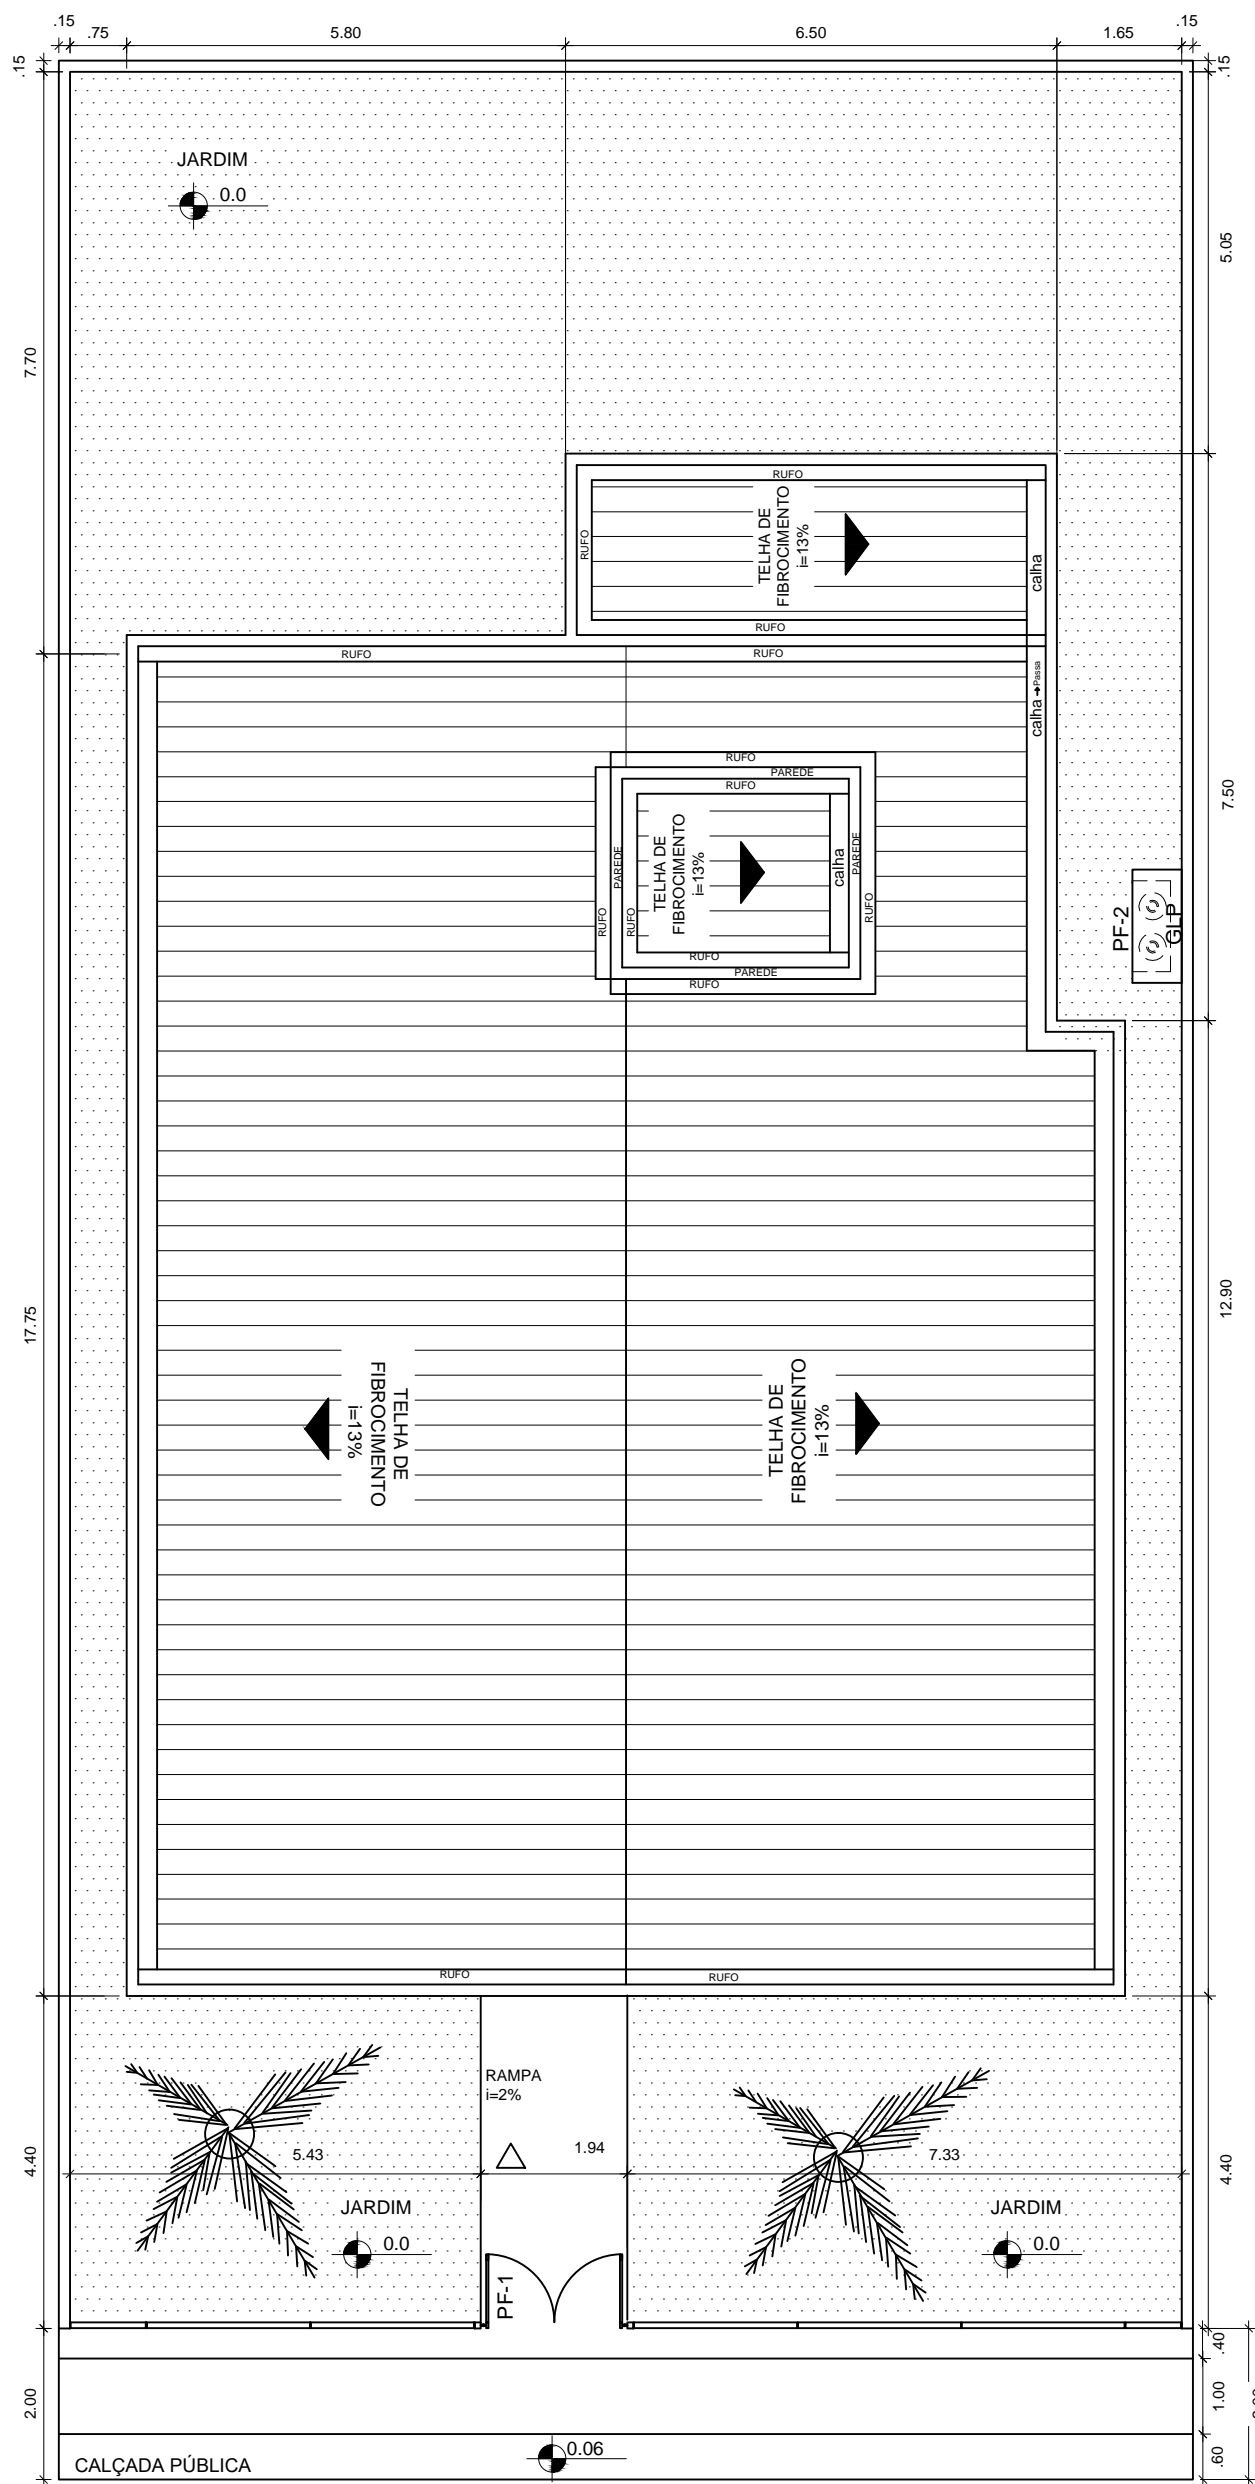 .15
.75
5.80
6.50
1.65
.15
.15
.15
JARDIM
0.0
5.05
7.70
RUFO
TELHA DE
FIBROCIMENTO
i=13%
RUFO
calha
RUFO
RUFO
RUFO
calha
Passa
RUFO
PAREDE
RUFO
7.50
TELHA DE
FIBROCIMENTO
i=13%
calha
PAREDE
PAREDE
RUFO
RUFO
RUFO
PF-2
GLP
RUFO
PAREDE
RUFO
17.75
12.90
TELHA DE
FIBROCIMENTO
i=13%
TELHA DE
FIBROCIMENTO
i=13%
RUFO
RUFO
RAMPA
i=2%
5.43
1.94
7.33
4.40
4.40
JARDIM
0.0
JARDIM
0.0
PF-1
.40
2.00
1.00
0.06
.60
CALÇADA PÚBLICA